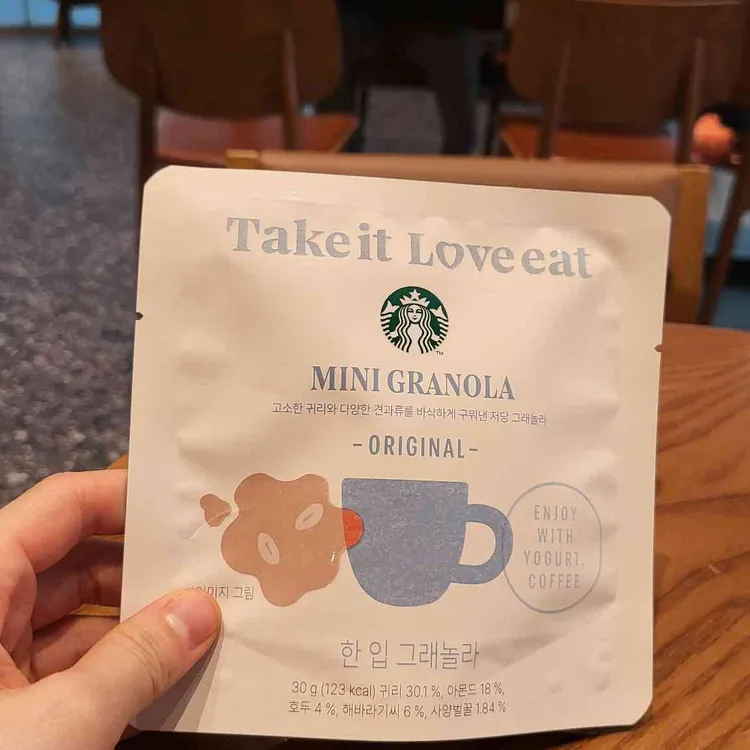 Take it Love eat
TM
MINI GRANOLA
고소한 귀리와 다양한 견과류를 바삭하게 구워낸 저당 그래놀라
-ORIGINAL-
ENJOY
WITH
YOGURT.
COFFEE
그림
한 입 그래놀라
30 g (123 kcal) 귀리 30.1 %, 아몬드 18 %,
호두 4 %, 해바라기씨 6 %, 사양벌꿀 1.84 %